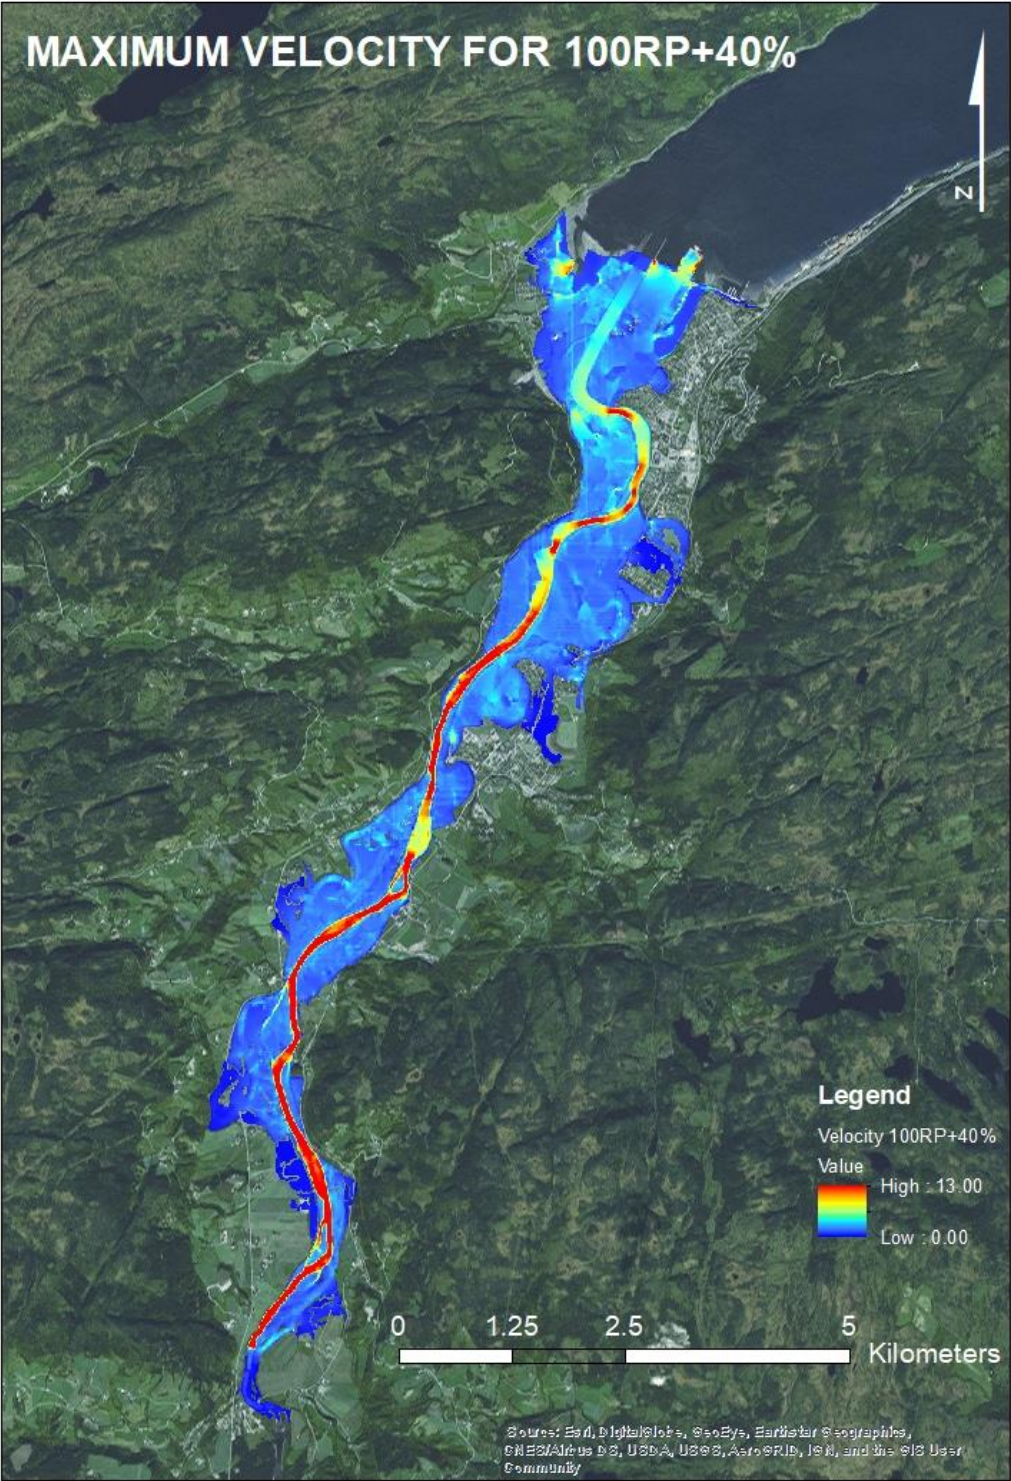 MAXIMUM VELOCITY FOR 100RP+40%
N
Legend
Velocity 100RP+40%
Value
High : 13.00
Low : 0.00
0 1.25 2.5 5
Kilometers
Source: Esri, DigitalGlobe, GeoEye, Earthstar Geographics,
CNES/Airbus DS, USDA, USGS, AeroGRID, IGN, and the GIS User
Community